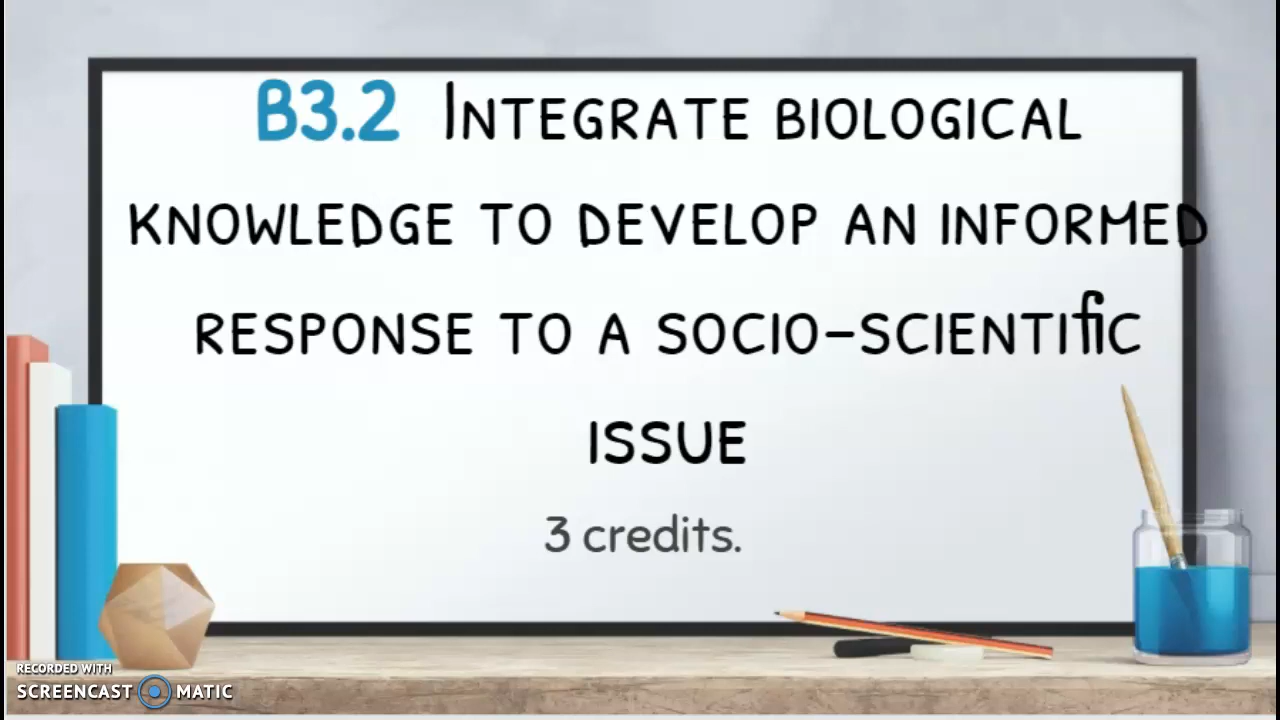 B3.2 Integrate biological
knowledge to develop an informed
response to a socio-scientific
issue
3 credits.
RECORDED WITH
SCREENCAST MATIC